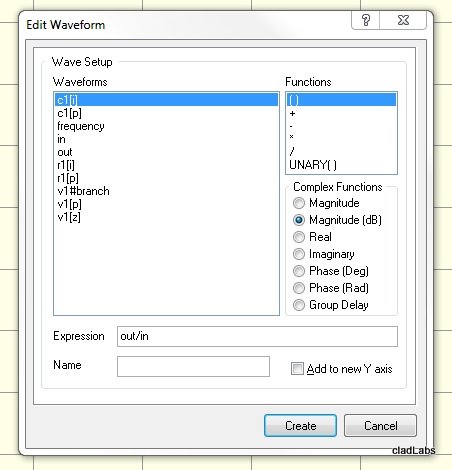 Edit Waveform
?
Wave Setup
Waveforms
c1[i]
c1[p]
frequency
in
out
r1[i]
r1[p]
v1#branch
v1[p]
v1[z]
Functions
( )
+
-
*
/
UNARY( )
Complex Functions
Magnitude
Magnitude (dB)
Real
Imaginary
Phase (Deg)
Phase (Rad)
Group Delay
Expression out/in
Name
Add to new Y axis
Create Cancel
cladLabs